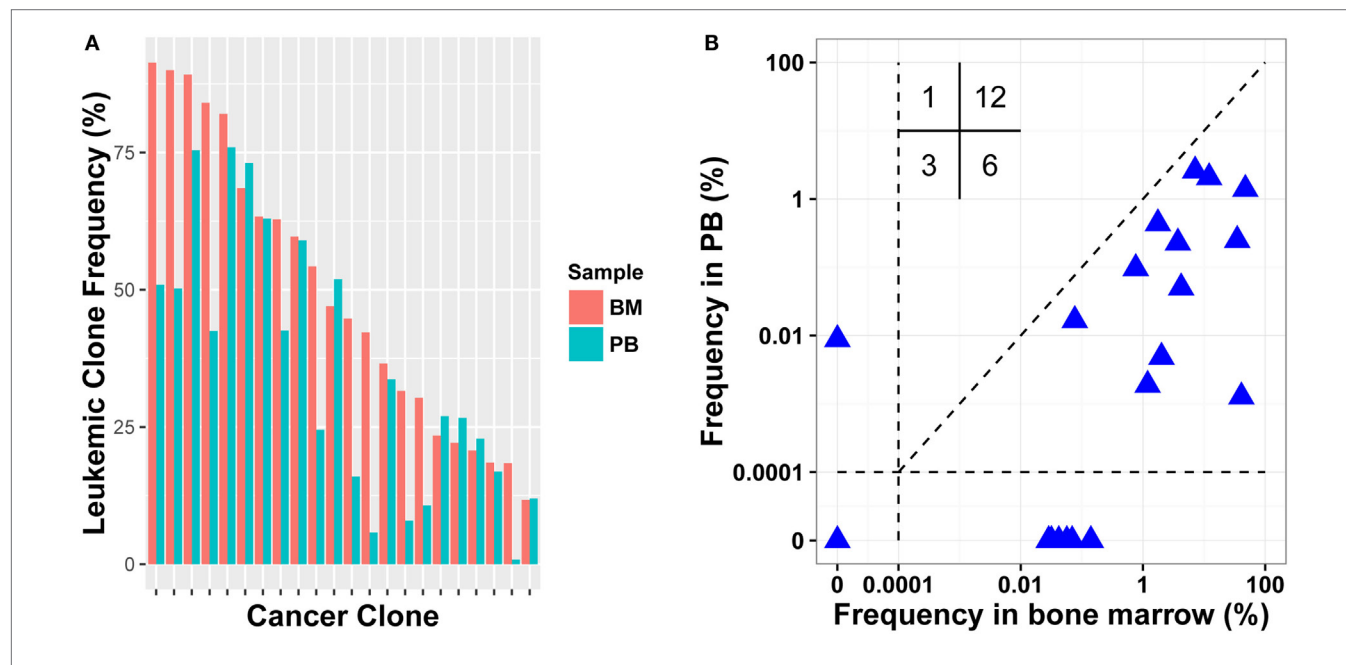 A
Leukemic Clone Frequency (%)
75
50
25
0
Cancer Clone
Sample
BM
PB
B
Frequency in PB (%)
100
1
0.01
0.0001
0
1 12
3 6
0 0.0001 0.01 1 100
Frequency in bone marrow (%)